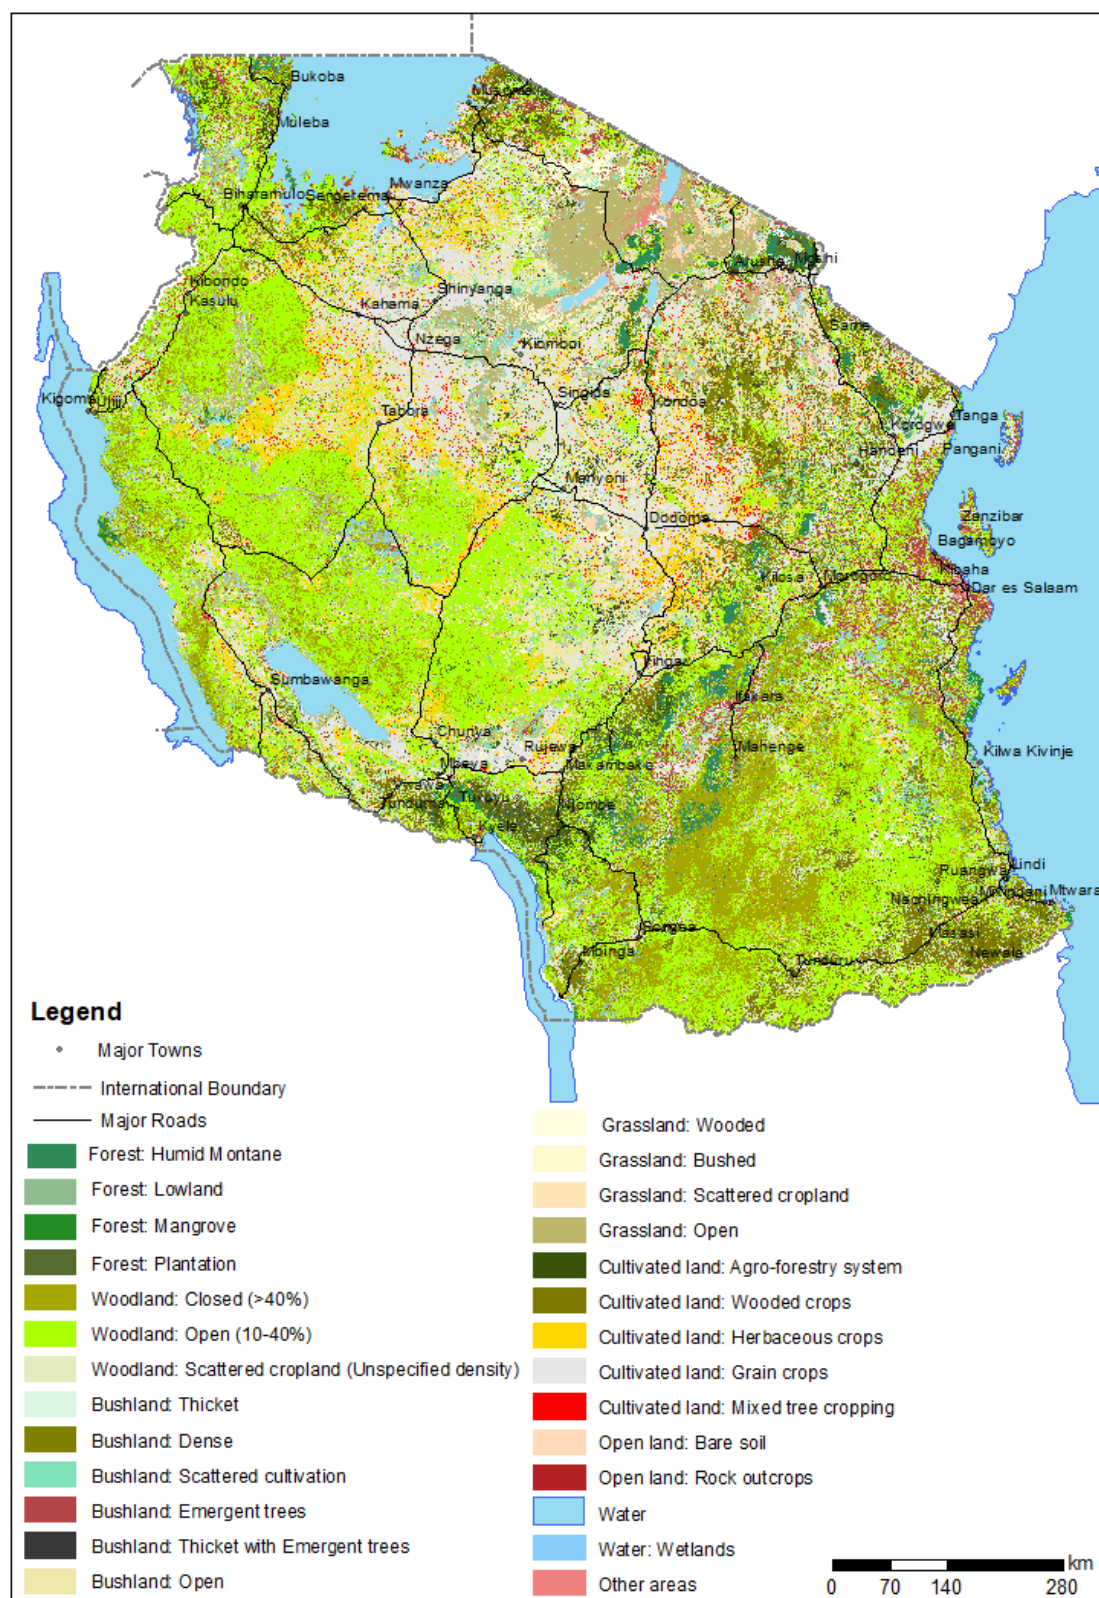 Bukoba
Musoma
Muleba
Mwanza
Biharamulo
Sengerema
Arusha
Moshi
Kibondo
Kasulu
Shinyanga
Kahama
Same
Nzega
Kiomboi
Kigoma
Ujiji
Singida
Kondoa
Tabora
Korogwe
Tanga
Handeni
Pangani
Manyoni
Dodoma
Zanzibar
Bagamoyo
Kibaha
Kilosa
Morogoro
Dar es Salaam
Iringa
Sumbawanga
Ifakara
Chunya
Rujewa
Mahenge
Kilwa Kivinje
Mbeya
Makambako
Vwawa
Tukuyu
Tunduma
Njombe
Kyela
Lindi
Ruangwa
Mtwara
Nachingwea
Songea
Masasi
Mbinga
Tunduru
Newala
Legend
Major Towns
International Boundary
Major Roads
Forest: Humid Montane
Forest: Lowland
Forest: Mangrove
Forest: Plantation
Woodland: Closed (>40%)
Woodland: Open (10-40%)
Woodland: Scattered cropland (Unspecified density)
Bushland: Thicket
Bushland: Dense
Bushland: Scattered cultivation
Bushland: Emergent trees
Bushland: Thicket with Emergent trees
Bushland: Open
Grassland: Wooded
Grassland: Bushed
Grassland: Scattered cropland
Grassland: Open
Cultivated land: Agro-forestry system
Cultivated land: Wooded crops
Cultivated land: Herbaceous crops
Cultivated land: Grain crops
Cultivated land: Mixed tree cropping
Open land: Bare soil
Open land: Rock outcrops
Water
Water: Wetlands
Other areas
km
0 70 140 280